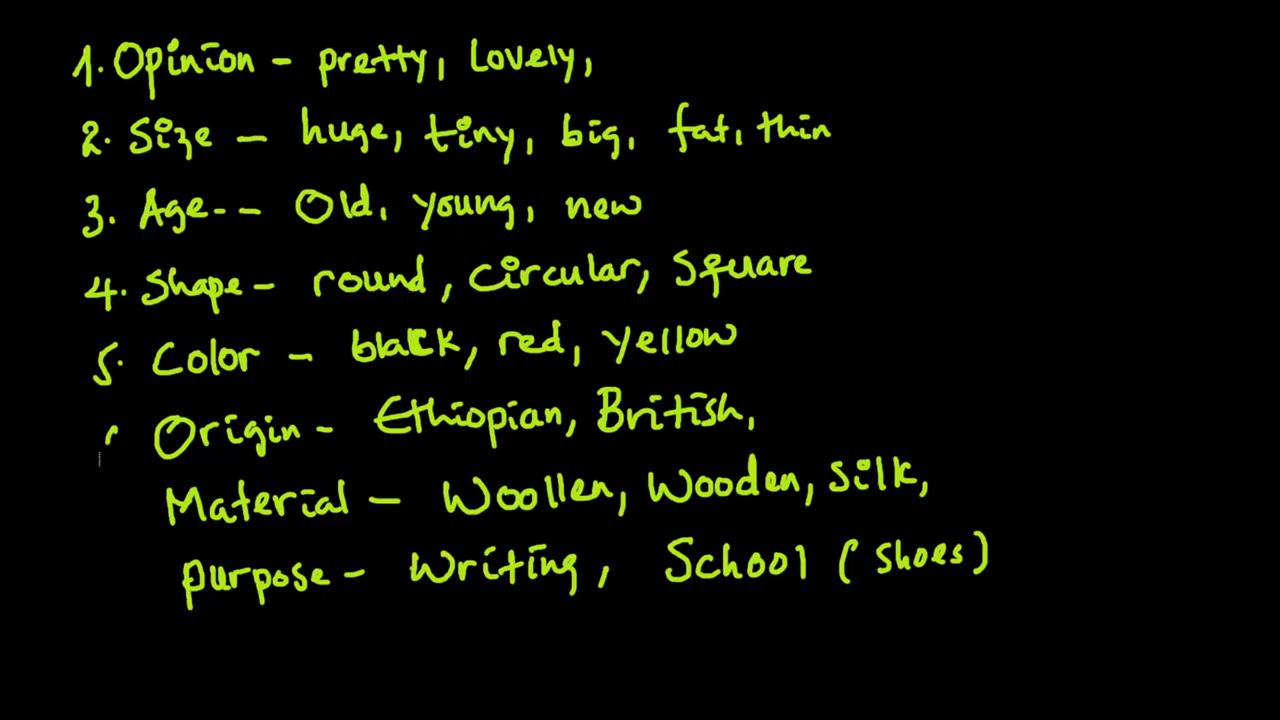 1. Opinion - pretty, Lovely,
2. Size - huge, tiny, big, fat, thin
3. Age-- Old, young, new
4. Shape - round, circular, square
5. Color - black, red, yellow
Origin - Ethiopian, British,
Material - Woollen, Wooden, silk,
purpose - Writing, School (shoes)